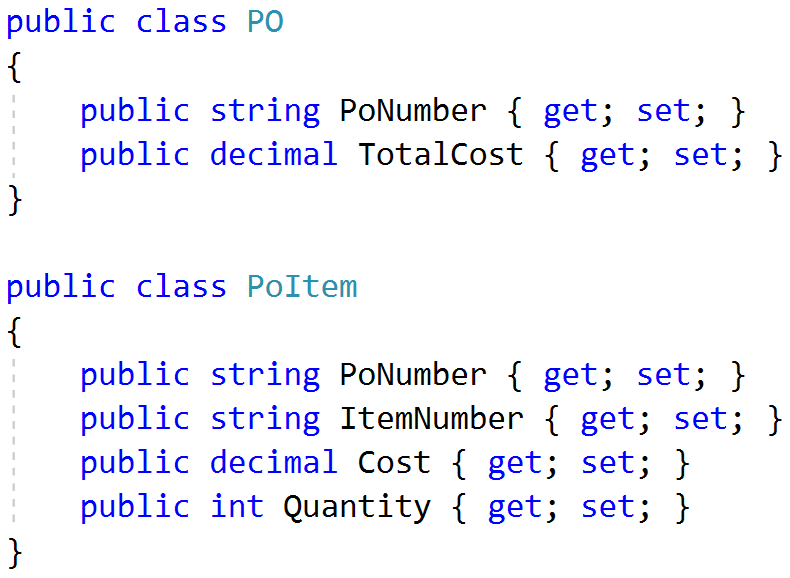 public class PO
{
    public string PoNumber { get; set; }
    public decimal TotalCost { get; set; }
}

public class PoItem
{
    public string PoNumber { get; set; }
    public string ItemNumber { get; set; }
    public decimal Cost { get; set; }
    public int Quantity { get; set; }
}